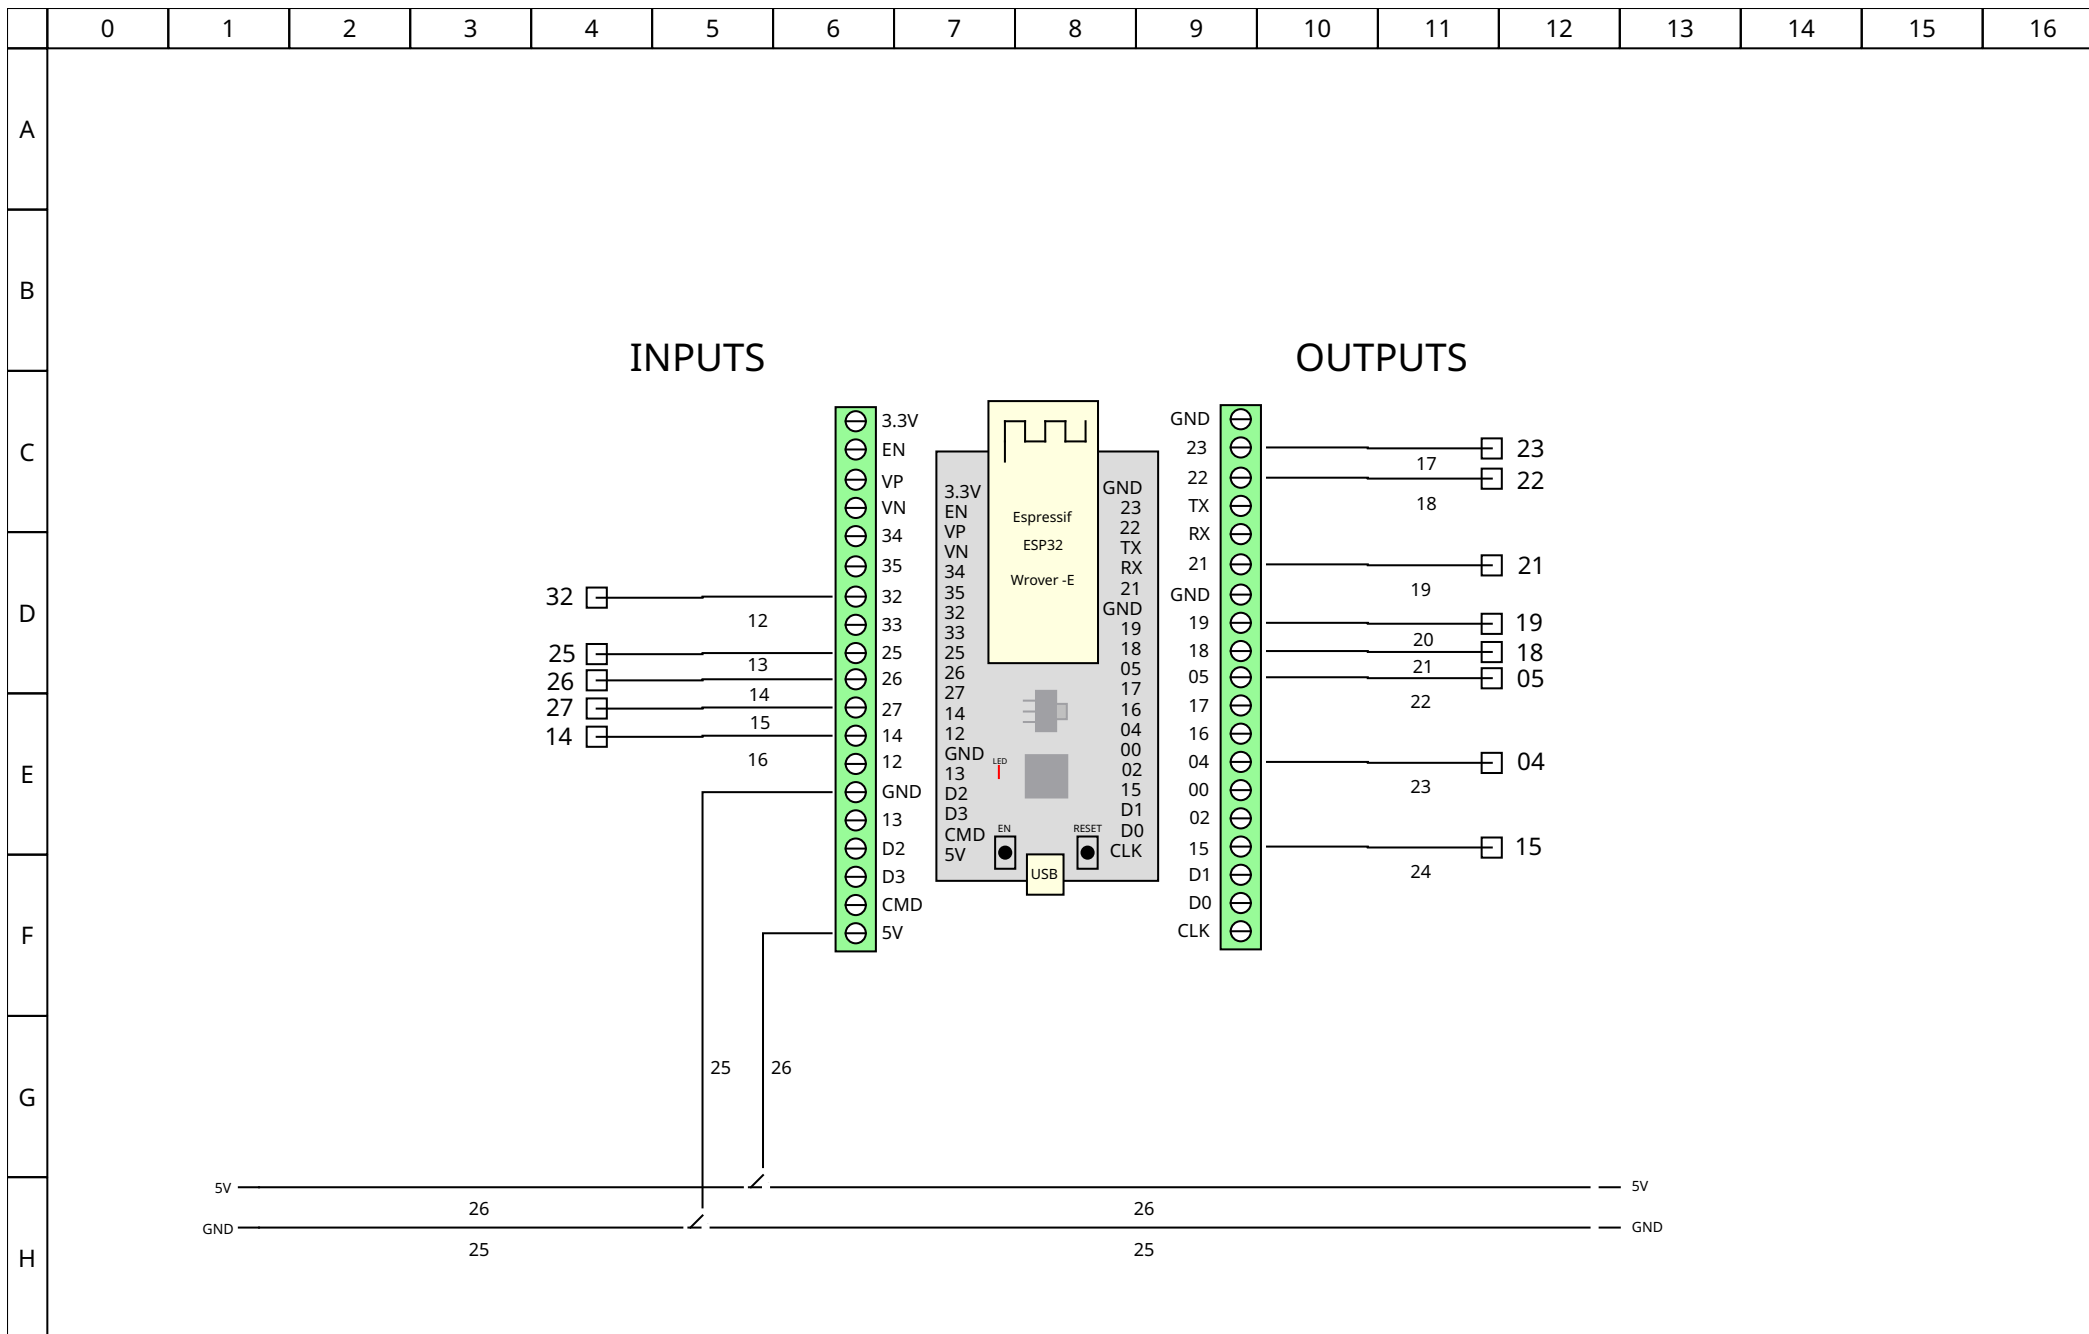 0 1 2 3 4 5 6 7 8 9 10 11 12 13 14 15 16
A
B
C
D
E
F
G
H
INPUTS
OUTPUTS
32
25
26
27
14
12
13
14
15
16
3.3V
EN
VP
VN
34
35
32
33
25
26
27
14
12
GND
13
D2
D3
CMD
5V
3.3V
EN
VP
VN
34
35
32
33
25
26
27
14
12
GND
13
D2
D3
CMD
5V
Espressif
ESP32
Wrover -E
LED
EN
RESET
USB
GND
23
22
TX
RX
21
GND
19
18
05
17
16
04
00
02
15
D1
D0
CLK
GND
23
22
TX
RX
21
GND
19
18
05
17
16
04
00
02
15
D1
D0
CLK
17
18
19
20
21
22
23
24
23
22
21
19
18
05
04
15
25
26
5V
26
26
5V
GND
25
25
GND